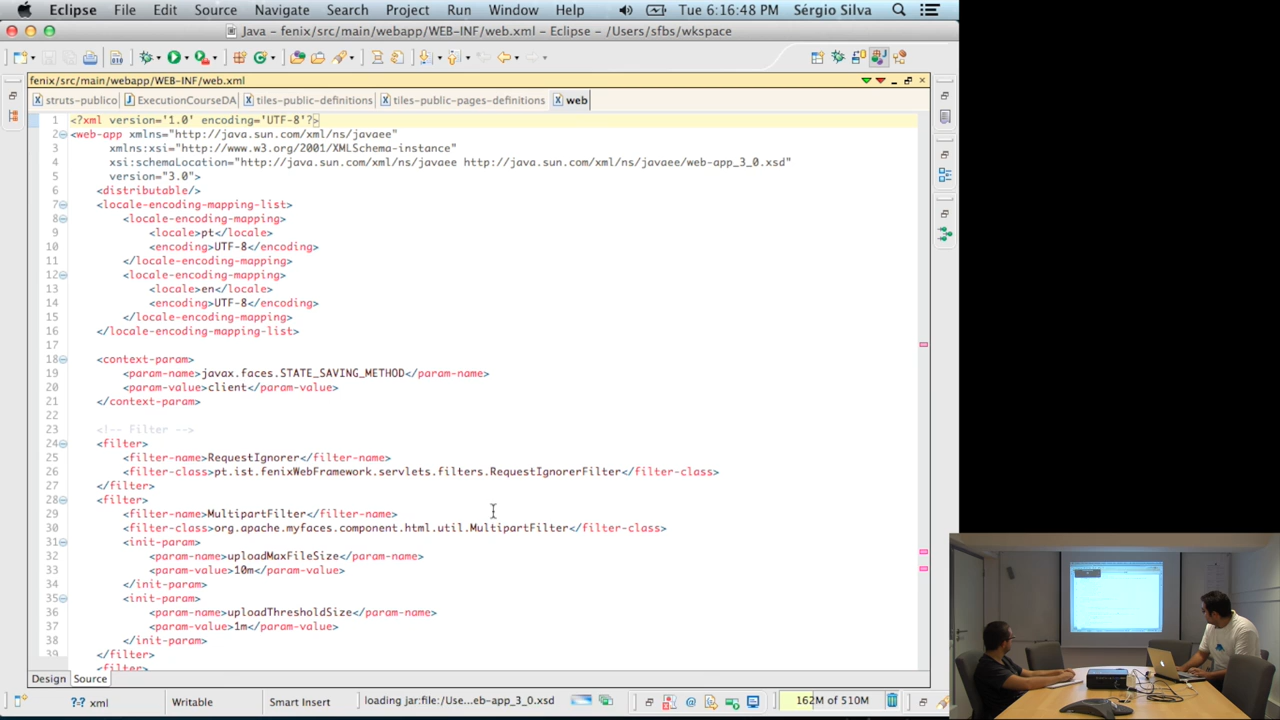 Eclipse File Edit Source Navigate Search Project Run Window Help Tue 6:16:48 PM Sérgio Silva
Java - fenix/src/main/webapp/WEB-INF/web.xml - Eclipse - /Users/sfbs/wkspace
fenix/src/main/webapp/WEB-INF/web.xml
struts-publico ExecutionCourseDA tiles-public-definitions tiles-public-pages-definitions web
1 <?xml version='1.0' encoding='UTF-8'?>
2 <web-app xmlns="http://java.sun.com/xml/ns/javaee"
3 xmlns:xsi="http://www.w3.org/2001/XMLSchema-instance"
4 xsi:schemaLocation="http://java.sun.com/xml/ns/javaee http://java.sun.com/xml/ns/javaee/web-app_3_0.xsd"
5 version="3.0">
6 <distributable/>
7 <locale-encoding-mapping-list>
8 <locale-encoding-mapping>
9 <locale>pt</locale>
10 <encoding>UTF-8</encoding>
11 </locale-encoding-mapping>
12 <locale-encoding-mapping>
13 <locale>en</locale>
14 <encoding>UTF-8</encoding>
15 </locale-encoding-mapping>
16 </locale-encoding-mapping-list>
17
18 <context-param>
19 <param-name>javax.faces.STATE_SAVING_METHOD</param-name>
20 <param-value>client</param-value>
21 </context-param>
22
23 <!-- Filter -->
24 <filter>
25 <filter-name>RequestIgnorer</filter-name>
26 <filter-class>pt.ist.fenixWebFramework.servlets.filters.RequestIgnorerFilter</filter-class>
27 </filter>
28 <filter>
29 <filter-name>MultipartFilter</filter-name>
30 <filter-class>org.apache.myfaces.component.html.util.MultipartFilter</filter-class>
31 <init-param>
32 <param-name>uploadMaxFileSize</param-name>
33 <param-value>10m</param-value>
34 </init-param>
35 <init-param>
36 <param-name>uploadThresholdSize</param-name>
37 <param-value>1m</param-value>
38 </init-param>
39 </filter>
<filter>
Design Source
?-? xml Writable Smart Insert loading jar:file:/Use...eb-app_3_0.xsd 162M of 510M